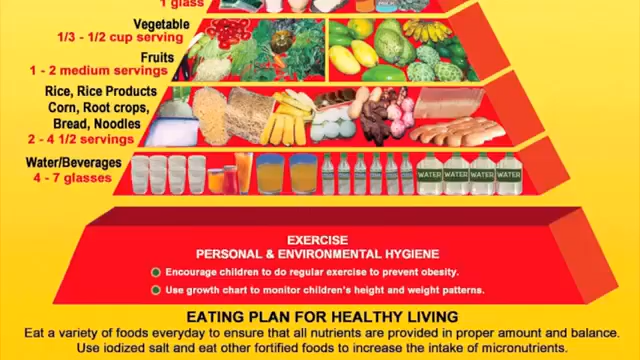 1 glass
Vegetable
1/3 - 1/2 cup serving
Fruits
1 - 2 medium servings
Rice, Rice Products
Corn, Root crops,
Bread, Noodles
2 - 4 1/2 servings
Water/Beverages
4 - 7 glasses
WATER WATER WATER WATER
EXERCISE
PERSONAL & ENVIRONMENTAL HYGIENE
Encourage children to do regular exercise to prevent obesity.
Use growth chart to monitor children's height and weight patterns.
EATING PLAN FOR HEALTHY LIVING
Eat a variety of foods everyday to ensure that all nutrients are provided in proper amount and balance.
Use iodized salt and eat other fortified foods to increase the intake of micronutrients.